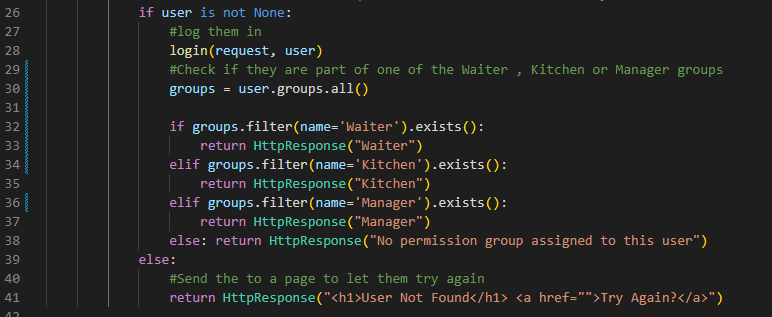 26 if user is not None:
27 #log them in
28 login(request, user)
29 #Check if they are part of one of the Waiter , Kitchen or Manager groups
30 groups = user.groups.all()
31
32 if groups.filter(name='Waiter').exists():
33 return HttpResponse("Waiter")
34 elif groups.filter(name='Kitchen').exists():
35 return HttpResponse("Kitchen")
36 elif groups.filter(name='Manager').exists():
37 return HttpResponse("Manager")
38 else: return HttpResponse("No permission group assigned to this user")
39 else:
40 #Send the to a page to let them try again
41 return HttpResponse("<h1>User Not Found</h1> <a href="">Try Again?</a>")